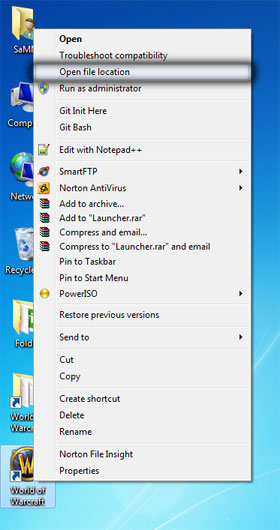 SaMM
Open
Troubleshoot compatibility
Open file location
Run as administrator
Comp
Git Init Here
Git Bash
Edit with Notepad++
SmartFTP
Netwo
Norton AntiVirus
Add to archive...
Add to "Launcher.rar"
Compress and email...
Compress to "Launcher.rar" and email
Recycle
Pin to Taskbar
Pin to Start Menu
PowerISO
Restore previous versions
Fold
Send to
Cut
Copy
Create shortcut
World o
Delete
Warcr
Rename
Norton File Insight
Properties
World of
Warcraft